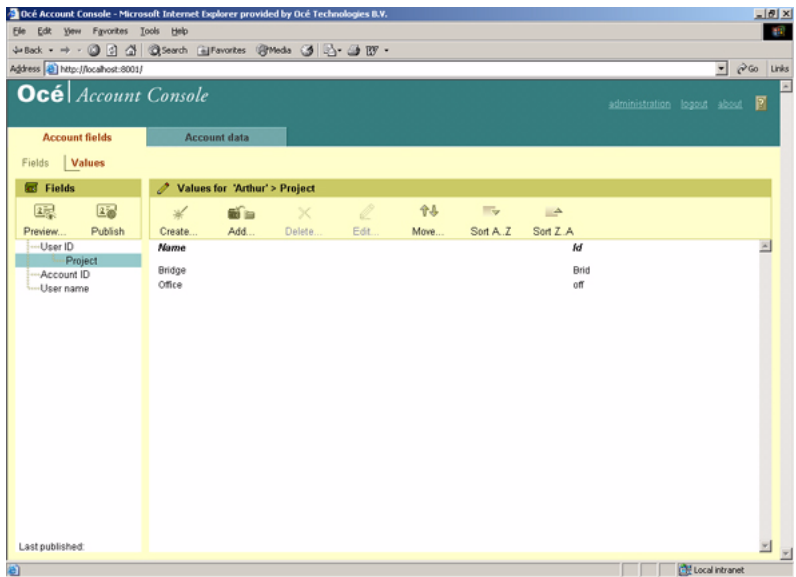 Océ Account Console - Microsoft Internet Explorer provided by Océ Technologies B.V.
File Edit View Favorites Tools Help
Back Search Favorites Media
Address http://localhost:8001/ Go Links
Océ Account Console
administration logout about ?
Account fields Account data
Fields Values
Fields Values for 'Arthur' > Project
Preview... Publish Create... Add... Delete... Edit... Move... Sort A..Z Sort Z..A
User ID Name Id
Project
Bridge Brid
Account ID
Office off
User name
Last published:
Local intranet